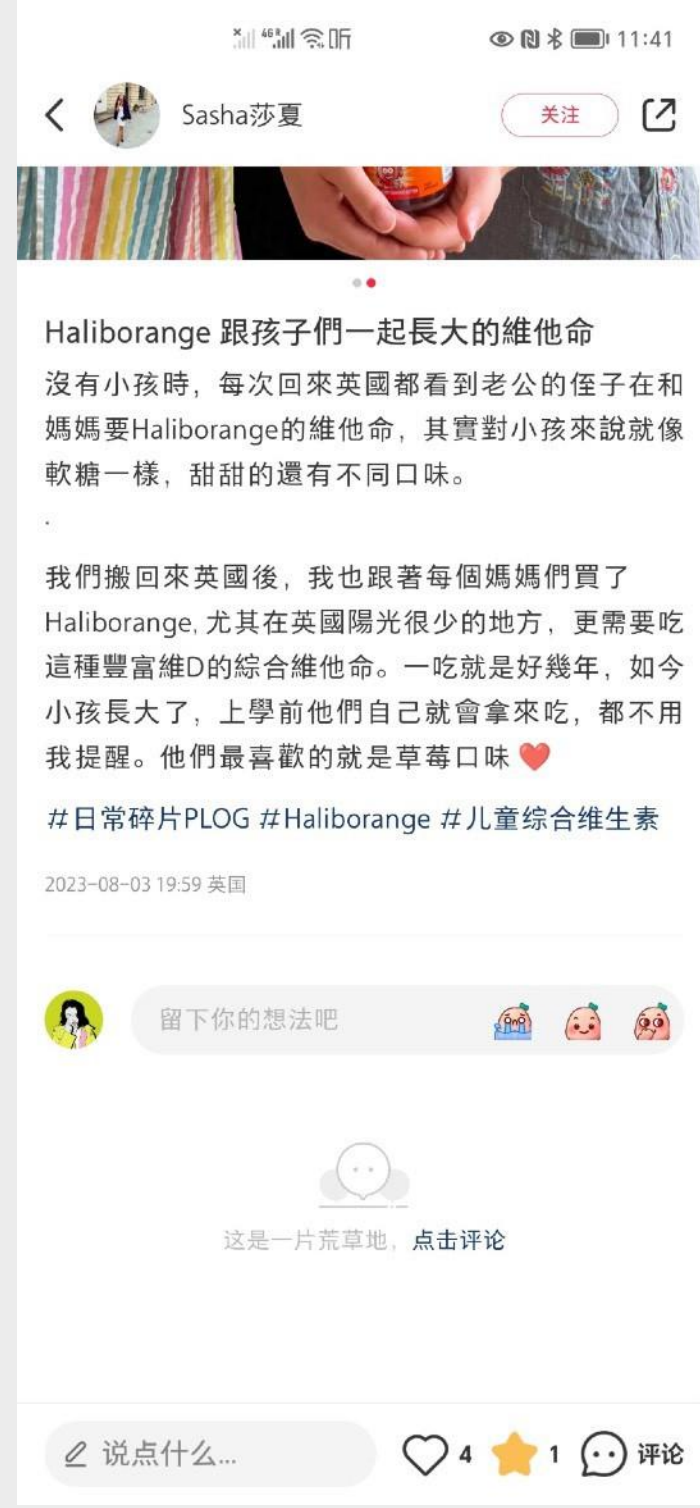 46 听 11:41
Sasha莎夏 关注
Haliborange 跟孩子們一起長大的維他命
沒有小孩時，每次回來英國都看到老公的侄子在和
媽媽要Haliborange的維他命，其實對小孩來說就像
軟糖一樣，甜甜的還有不同口味。
.
我們搬回來英國後，我也跟著每個媽媽們買了
Haliborange, 尤其在英國陽光很少的地方，更需要吃
這種豐富維D的綜合維他命。一吃就是好幾年，如今
小孩長大了，上學前他們自己就會拿來吃，都不用
我提醒。他們最喜歡的就是草莓口味❤️
#日常碎片PLOG #Haliborange #儿童综合维生素
2023-08-03 19:59 英国
留下你的想法吧
这是一片荒草地，点击评论
说点什么... 4 1 评论